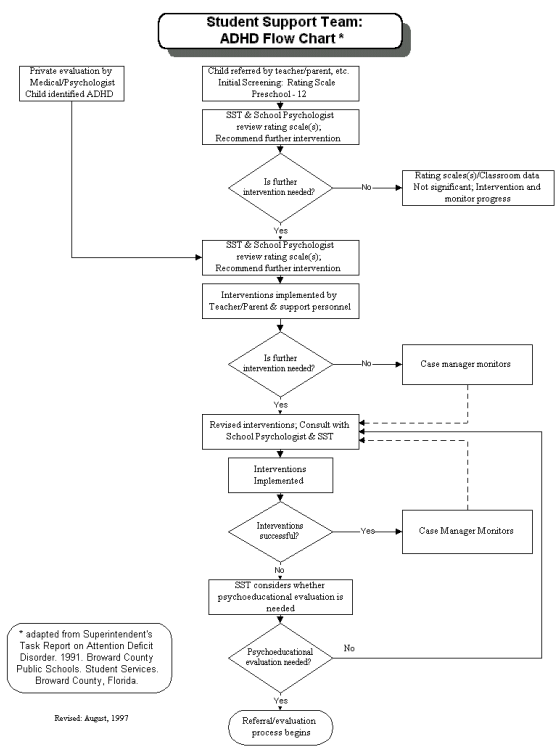 Student Support Team:
ADHD Flow Chart *
Private evaluation by
Medical/Psychologist
Child identified ADHD
Child referred by teacher/parent, etc.
Initial Screening: Rating Scale
Preschool - 12
SST & School Psychologist
review rating scale(s);
Recommend further intervention
Is further
intervention needed?
No
Rating scales(s)/Classroom data
Not significant; Intervention and
monitor progress
Yes
SST & School Psychologist
review rating scale(s);
Recommend further intervention
Interventions implemented by
Teacher/Parent & support personnel
Is further
intervention needed?
No
Case manager monitors
Yes
Revised interventions; Consult with
School Psychologist & SST
Interventions
Implemented
Interventions
successful?
Yes
Case Manager Monitors
No
SST considers whether
psychoeducational evaluation is
needed
Psychoeducational
evaluation needed?
No
Yes
Referral/evaluation
process begins
* adapted from Superintendent's
Task Report on Attention Deficit
Disorder. 1991. Broward County
Public Schools. Student Services.
Broward County, Florida.
Revised: August, 1997